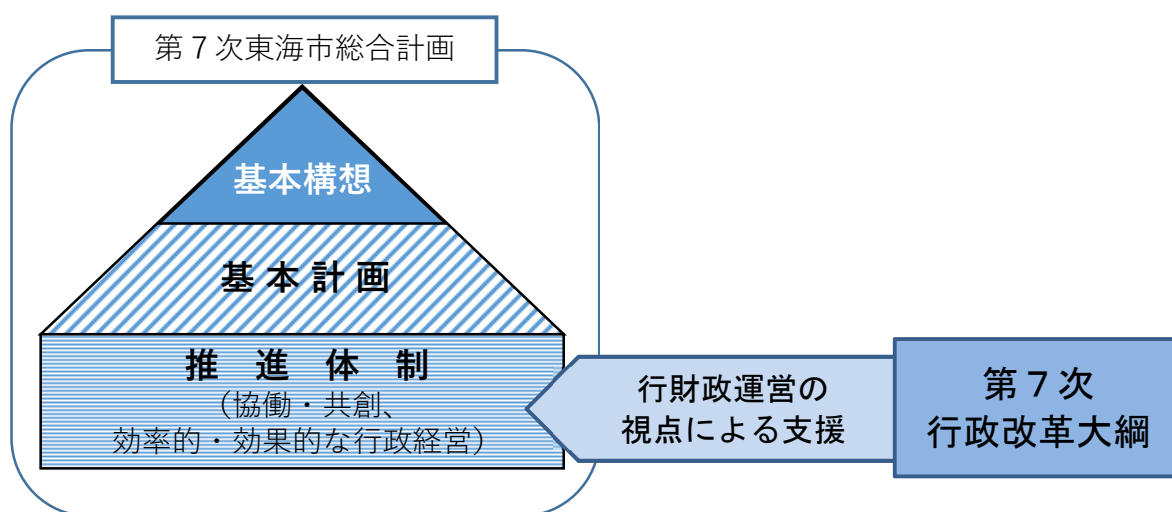 第７次東海市総合計画
基本構想
基本計画
推進体制
（協働・共創、
効率的・効果的な行政経営）
行財政運営の
視点による支援
第７次
行政改革大綱